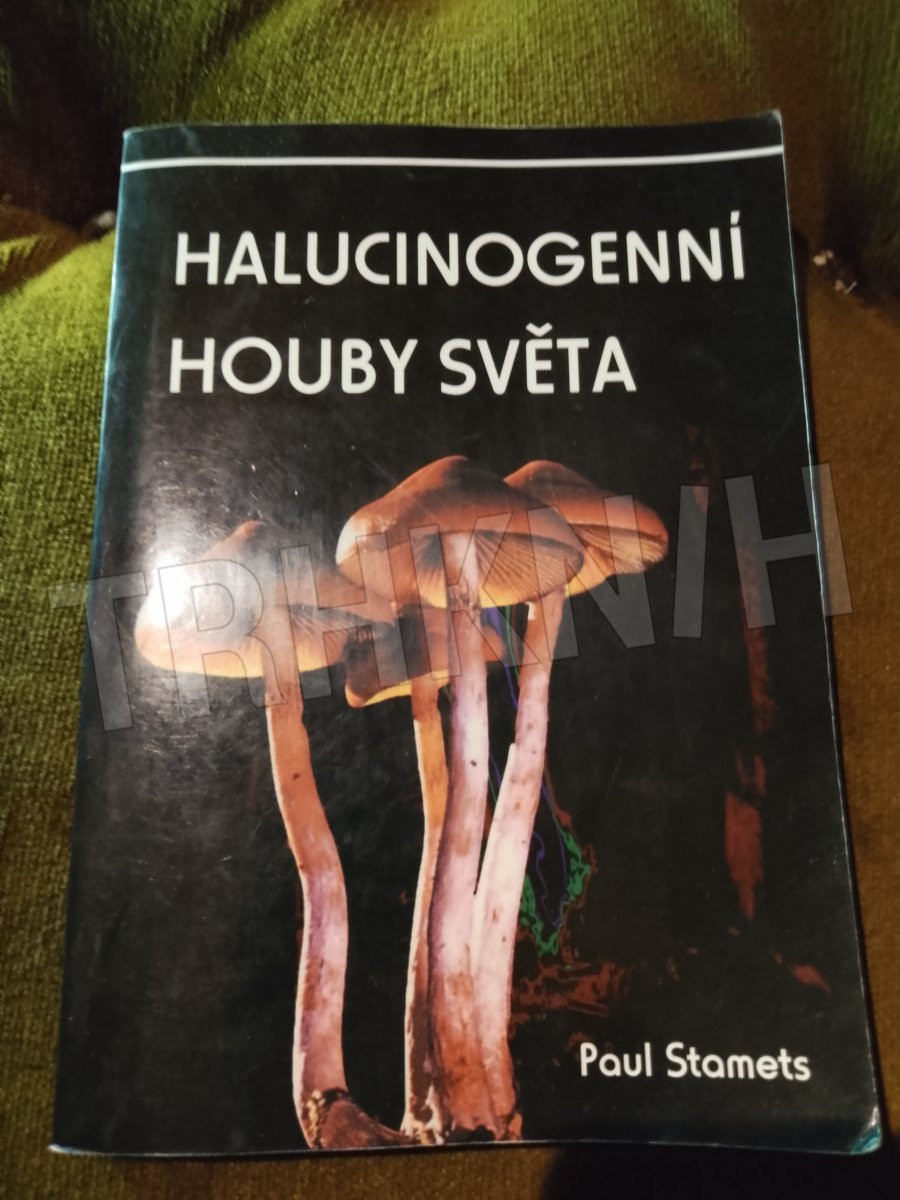 HALUCINOGENNÍ
HOUBY SVĚTA
TRHKNIH
Paul Stamets